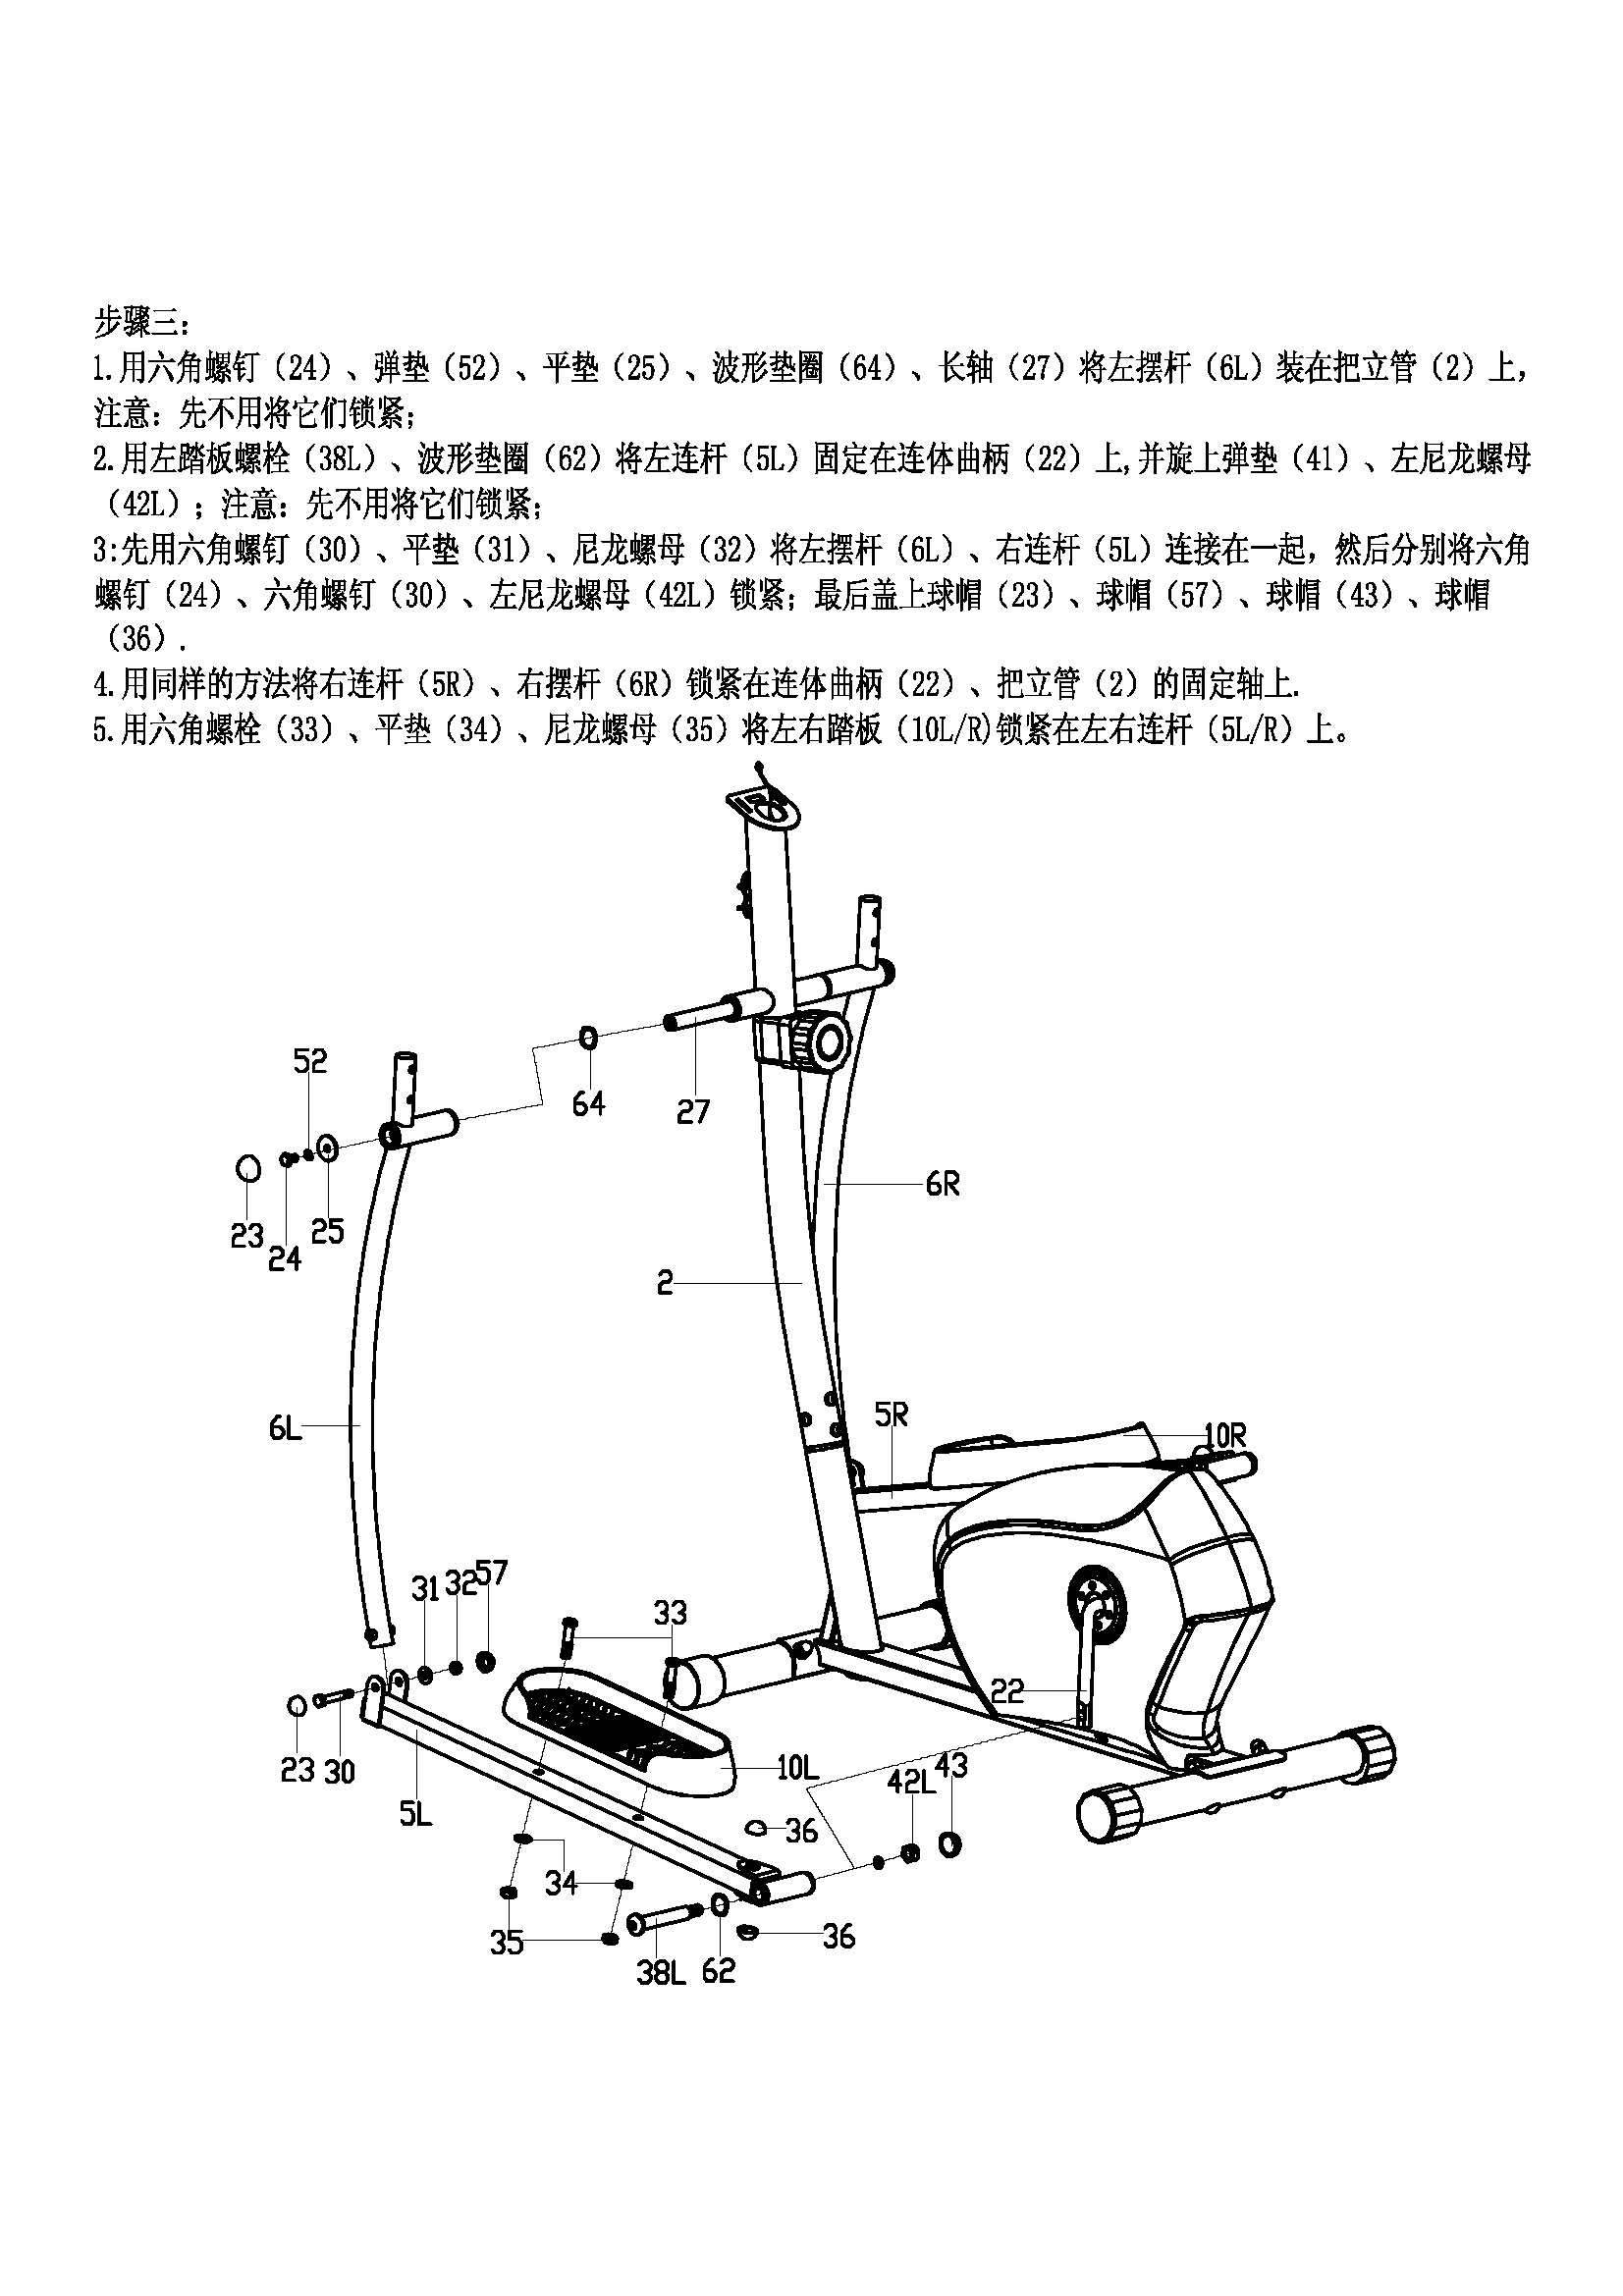 步骤三：
1.用六角螺钉（24）、弹垫（52）、平垫（25）、波形垫圈（64）、长轴（27）将左摆杆（6L）装在把立管（2）上，
注意：先不用将它们锁紧；
2.用左踏板螺栓（38L）、波形垫圈（62）将左连杆（5L）固定在连体曲柄（22）上,并旋上弹垫（41）、左尼龙螺母
（42L）；注意：先不用将它们锁紧；
3:先用六角螺钉（30）、平垫（31）、尼龙螺母（32）将左摆杆（6L）、右连杆（5L）连接在一起，然后分别将六角
螺钉（24）、六角螺钉（30）、左尼龙螺母（42L）锁紧；最后盖上球帽（23）、球帽（57）、球帽（43）、球帽
（36）.
4.用同样的方法将右连杆（5R）、右摆杆（6R）锁紧在连体曲柄（22）、把立管（2）的固定轴上.
5.用六角螺栓（33）、平垫（34）、尼龙螺母（35）将左右踏板（10L/R)锁紧在左右连杆（5L/R）上。
52
64
27
6R
23
24
25
2
6L
5R
10R
31
32
57
33
22
23
30
5L
10L
42L
43
36
34
35
36
38L
62